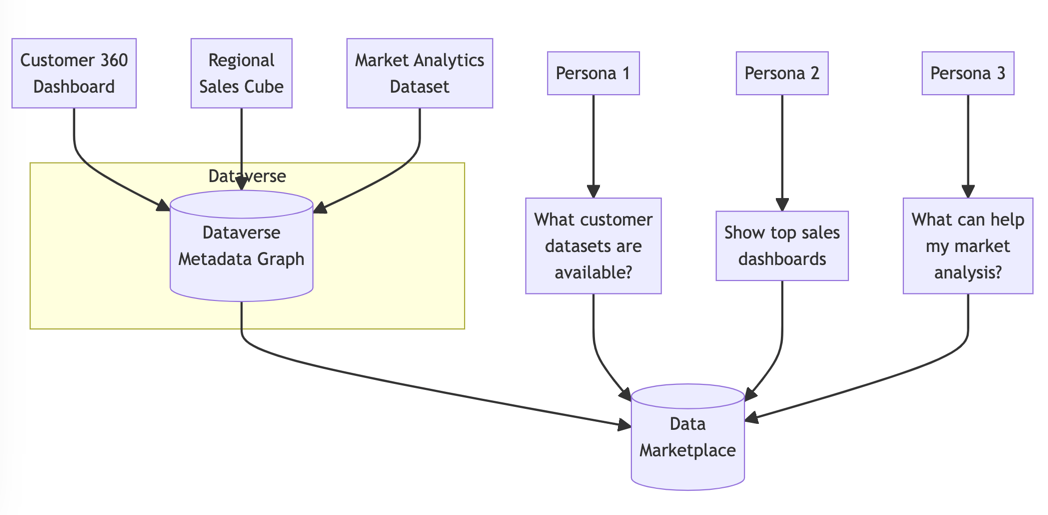 Customer 360
Dashboard
Regional
Sales Cube
Market Analytics
Dataset
Persona 1
Persona 2
Persona 3
Dataverse
Dataverse
Metadata Graph
What customer
datasets are
available?
Show top sales
dashboards
What can help
my market
analysis?
Data
Marketplace